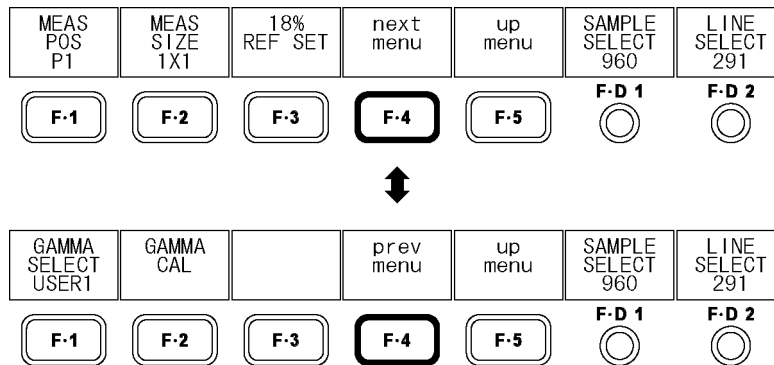 MEAS POS P1
MEAS SIZE 1X1
18% REF SET
next menu
up menu
SAMPLE SELECT 960
LINE SELECT 291
F·1
F·2
F·3
F·4
F·5
F·D 1
F·D 2
GAMMA SELECT USER1
GAMMA CAL
prev menu
up menu
SAMPLE SELECT 960
LINE SELECT 291
F·1
F·2
F·3
F·4
F·5
F·D 1
F·D 2